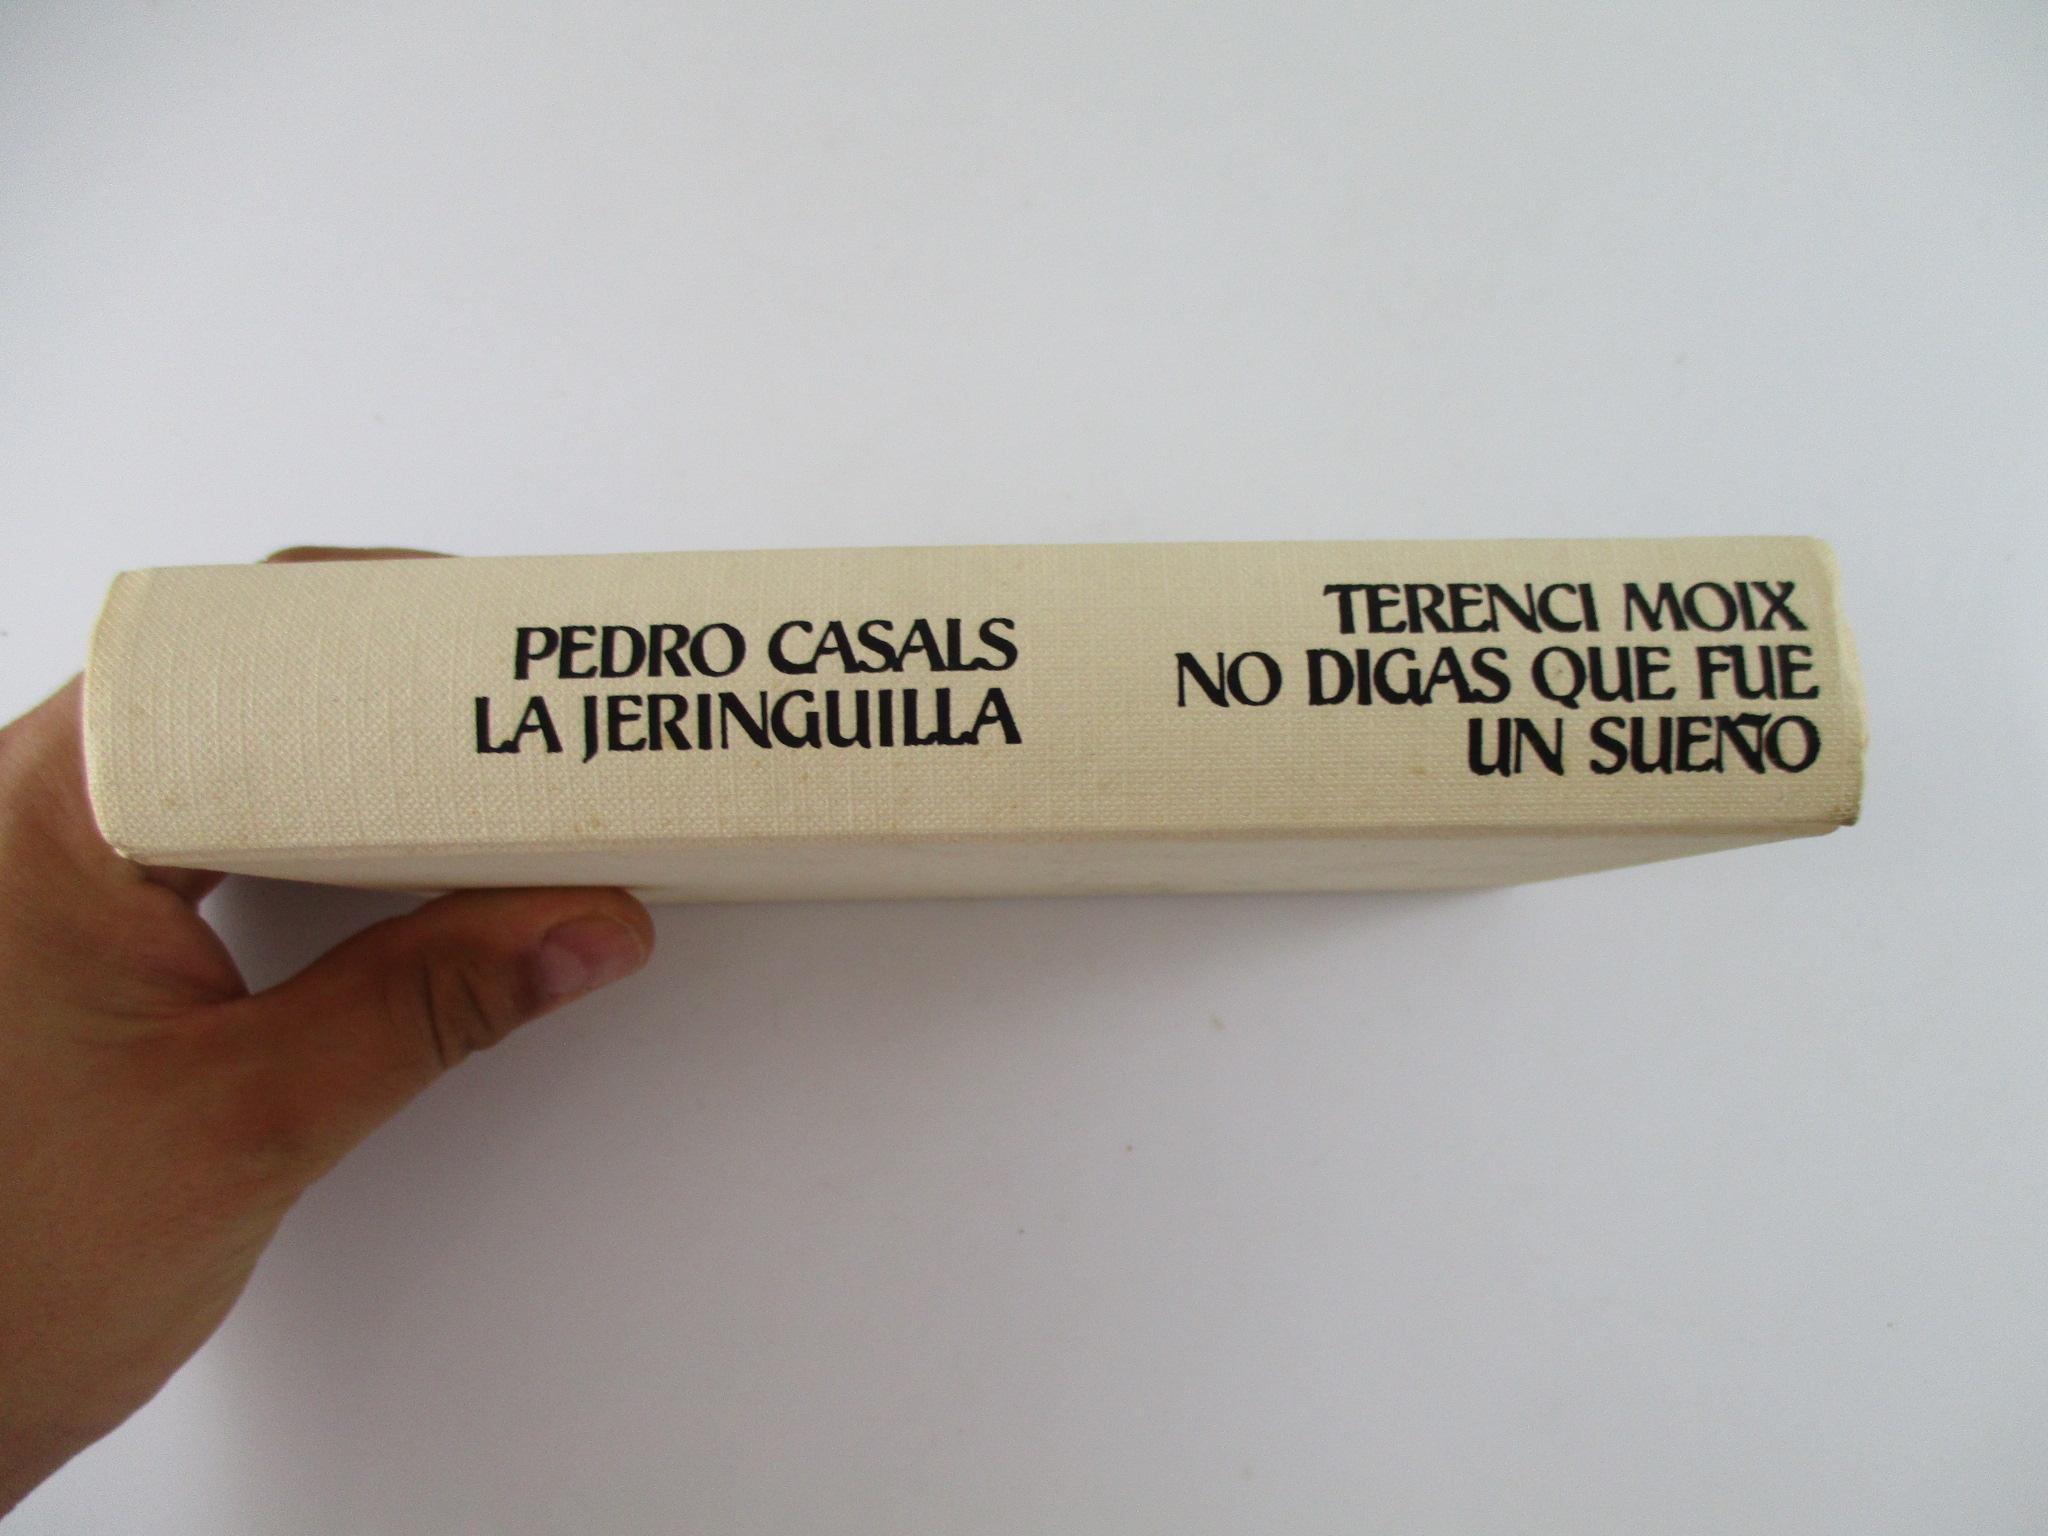 PEDRO CASALS
LA JERINGUILLA
TERENCI MOIX
NO DIGAS QUE FUE
UN SUEÑO